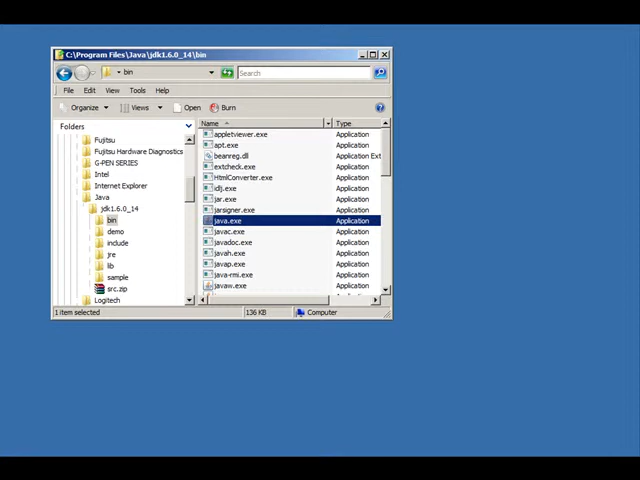 C:\Program Files\Java\jdk1.6.0_14\bin
bin
Search
File Edit View Tools Help
Organize Views Open Burn
Folders
Fujitsu
Fujitsu Hardware Diagnostics
G-PEN SERIES
Intel
Internet Explorer
Java
jdk1.6.0_14
bin
demo
include
jre
lib
sample
src.zip
Logitech
Name Type
appletviewer.exe Application
apt.exe Application
beanreg.dll Application Ext
extcheck.exe Application
HtmlConverter.exe Application
idlj.exe Application
jar.exe Application
jarsigner.exe Application
java.exe Application
javac.exe Application
javadoc.exe Application
javah.exe Application
javap.exe Application
java-rmi.exe Application
javaw.exe Application
1 item selected 136 KB Computer